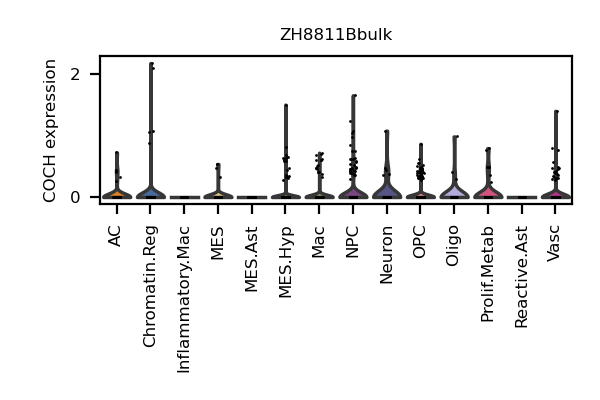 ZH8811Bbulk
COCH expression
2
0
AC
Chromatin.Reg
Inflammatory.Mac
MES
MES.Ast
MES.Hyp
Mac
NPC
Neuron
OPC
Oligo
Prolif.Metab
Reactive.Ast
Vasc